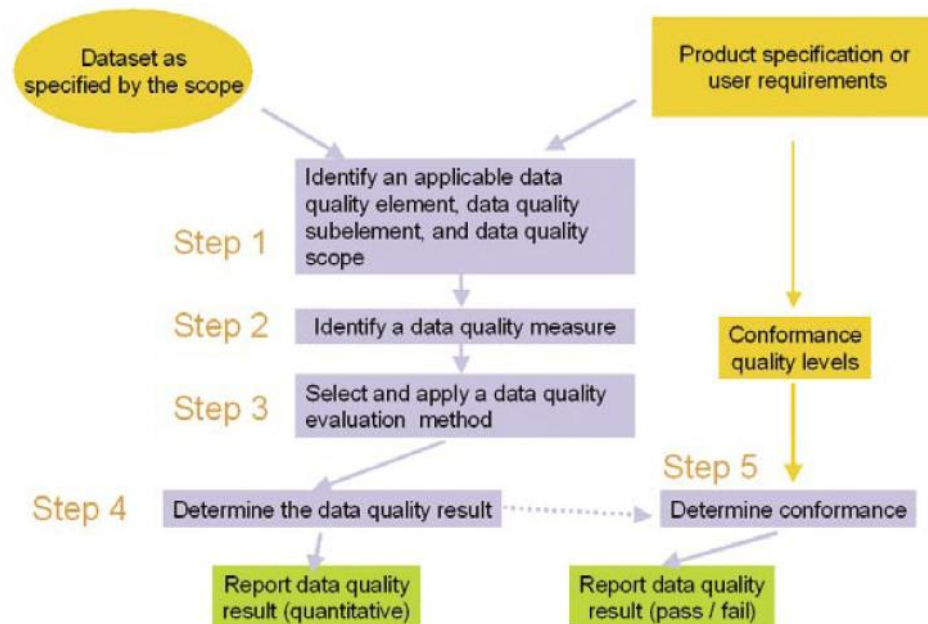 Dataset as
specified by the scope
Product specification or
user requirements
Step 1
Identify an applicable data
quality element, data quality
subelement, and data quality
scope
Step 2
Identify a data quality measure
Conformance
quality levels
Step 3
Select and apply a data quality
evaluation method
Step 5
Step 4
Determine the data quality result
Determine conformance
Report data quality
result (quantitative)
Report data quality
result (pass / fail)